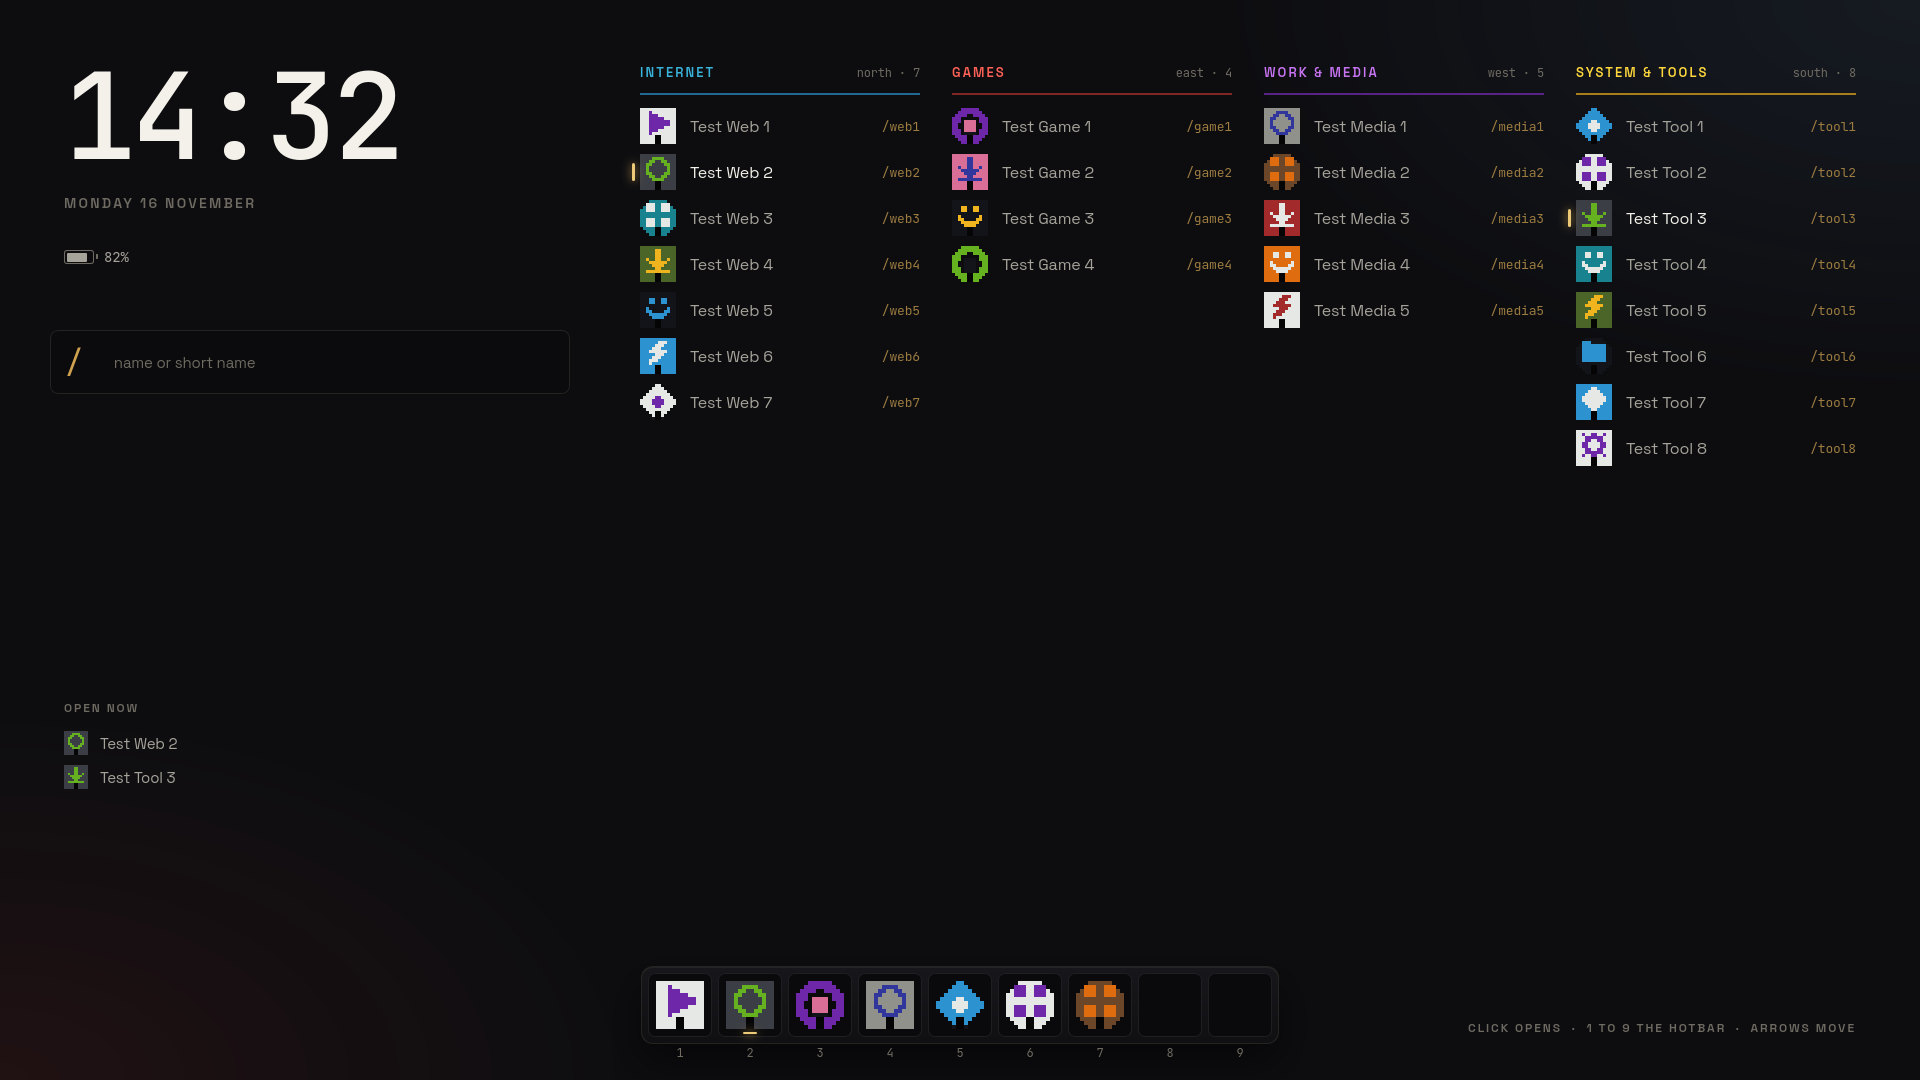 14:32
MONDAY 16 NOVEMBER
82%
/ name or short name
OPEN NOW
Test Web 2
Test Tool 3
INTERNET north · 7
Test Web 1 /web1
Test Web 2 /web2
Test Web 3 /web3
Test Web 4 /web4
Test Web 5 /web5
Test Web 6 /web6
Test Web 7 /web7
GAMES east · 4
Test Game 1 /game1
Test Game 2 /game2
Test Game 3 /game3
Test Game 4 /game4
WORK & MEDIA west · 5
Test Media 1 /media1
Test Media 2 /media2
Test Media 3 /media3
Test Media 4 /media4
Test Media 5 /media5
SYSTEM & TOOLS south · 8
Test Tool 1 /tool1
Test Tool 2 /tool2
Test Tool 3 /tool3
Test Tool 4 /tool4
Test Tool 5 /tool5
Test Tool 6 /tool6
Test Tool 7 /tool7
Test Tool 8 /tool8
1 2 3 4 5 6 7 8 9
CLICK OPENS · 1 TO 9 THE HOTBAR · ARROWS MOVE